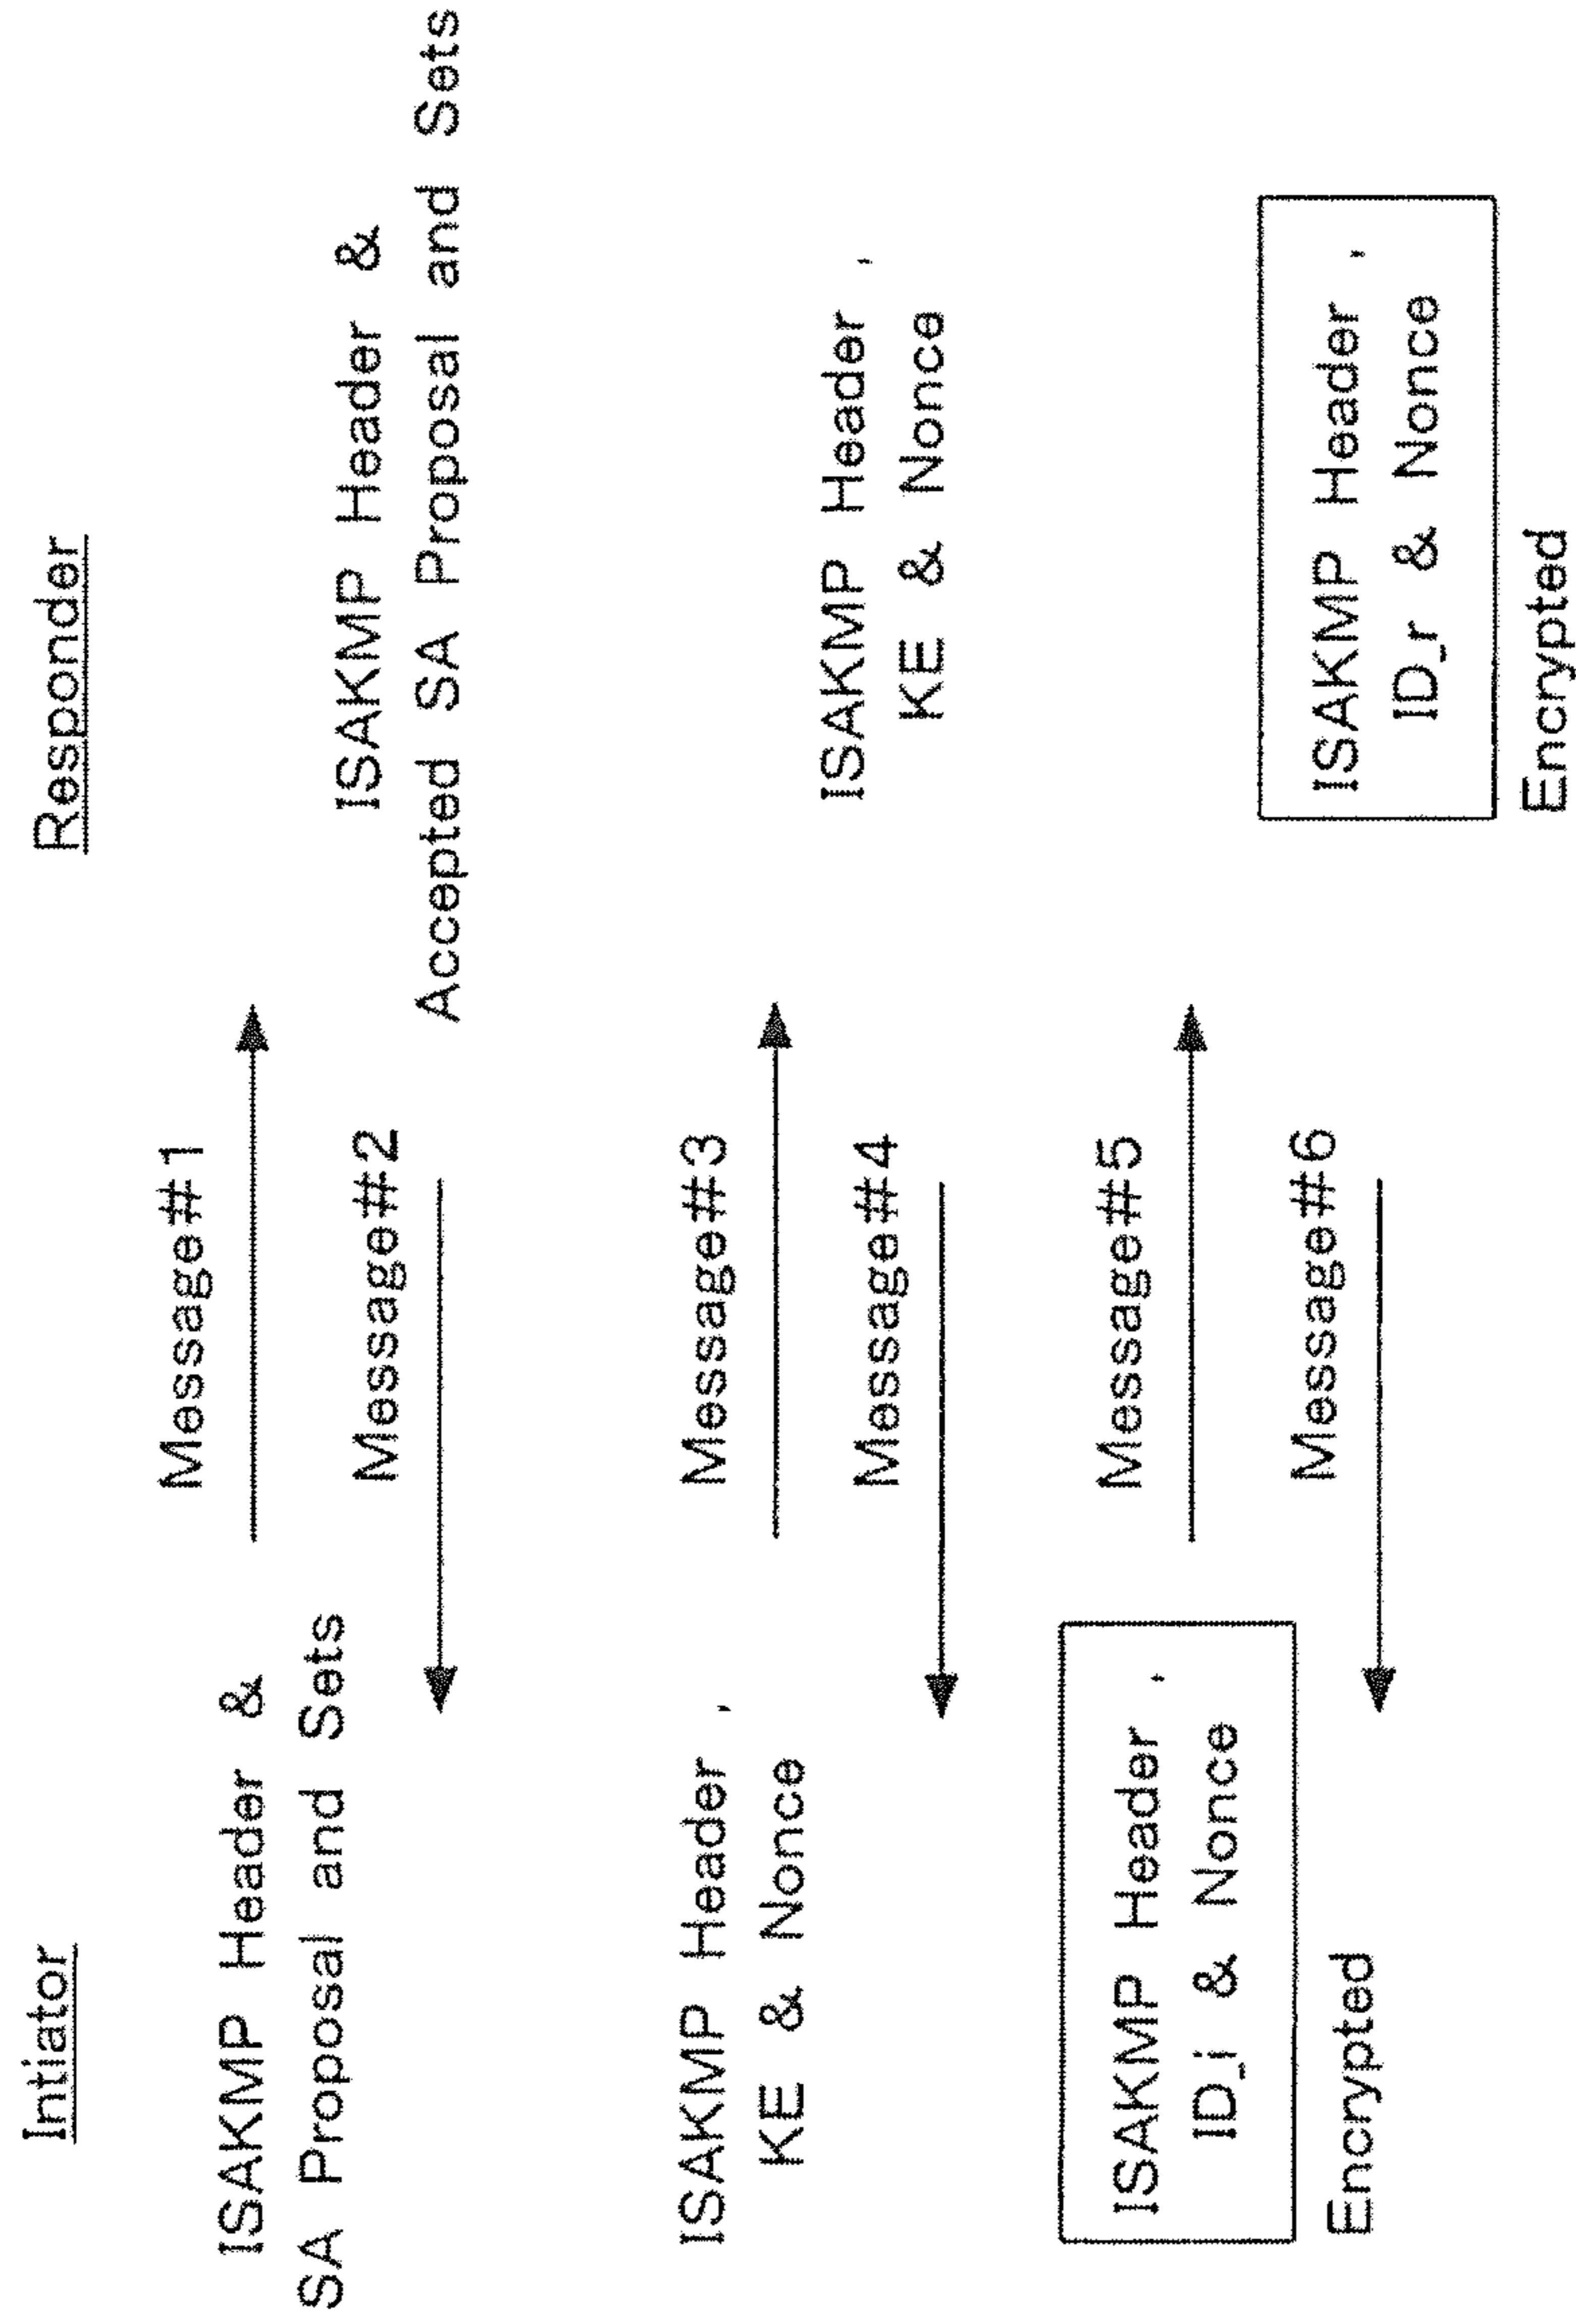 Intiator
Responder
Message#1
ISAKMP Header &
SA Proposal and Sets
Message#2
ISAKMP Header &
Accepted SA Proposal and Sets
Message#3
ISAKMP Header ,
KE & Nonce
Message#4
ISAKMP Header ,
KE & Nonce
Message#5
ISAKMP Header ,
ID_i & Nonce
Encrypted
Message#6
ISAKMP Header ,
ID_r & Nonce
Encrypted